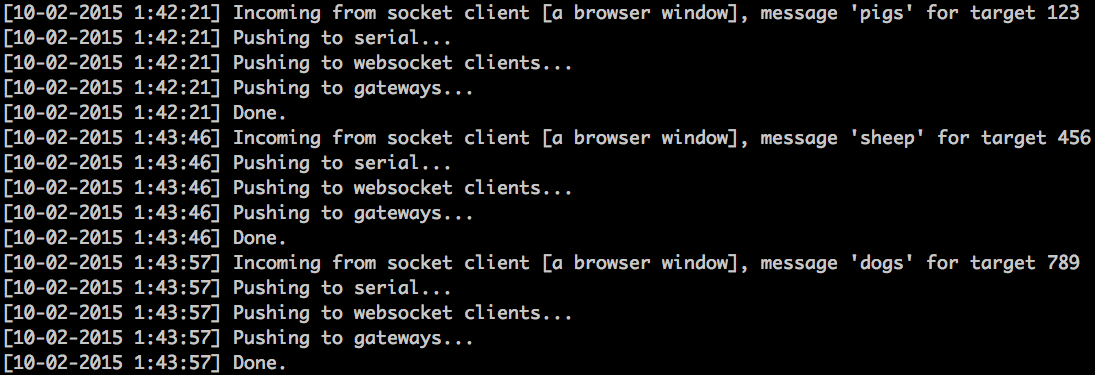 [10-02-2015 1:42:21] Incoming from socket client [a browser window], message 'pigs' for target 123
[10-02-2015 1:42:21] Pushing to serial...
[10-02-2015 1:42:21] Pushing to websocket clients...
[10-02-2015 1:42:21] Pushing to gateways...
[10-02-2015 1:42:21] Done.
[10-02-2015 1:43:46] Incoming from socket client [a browser window], message 'sheep' for target 456
[10-02-2015 1:43:46] Pushing to serial...
[10-02-2015 1:43:46] Pushing to websocket clients...
[10-02-2015 1:43:46] Pushing to gateways...
[10-02-2015 1:43:46] Done.
[10-02-2015 1:43:57] Incoming from socket client [a browser window], message 'dogs' for target 789
[10-02-2015 1:43:57] Pushing to serial...
[10-02-2015 1:43:57] Pushing to websocket clients...
[10-02-2015 1:43:57] Pushing to gateways...
[10-02-2015 1:43:57] Done.